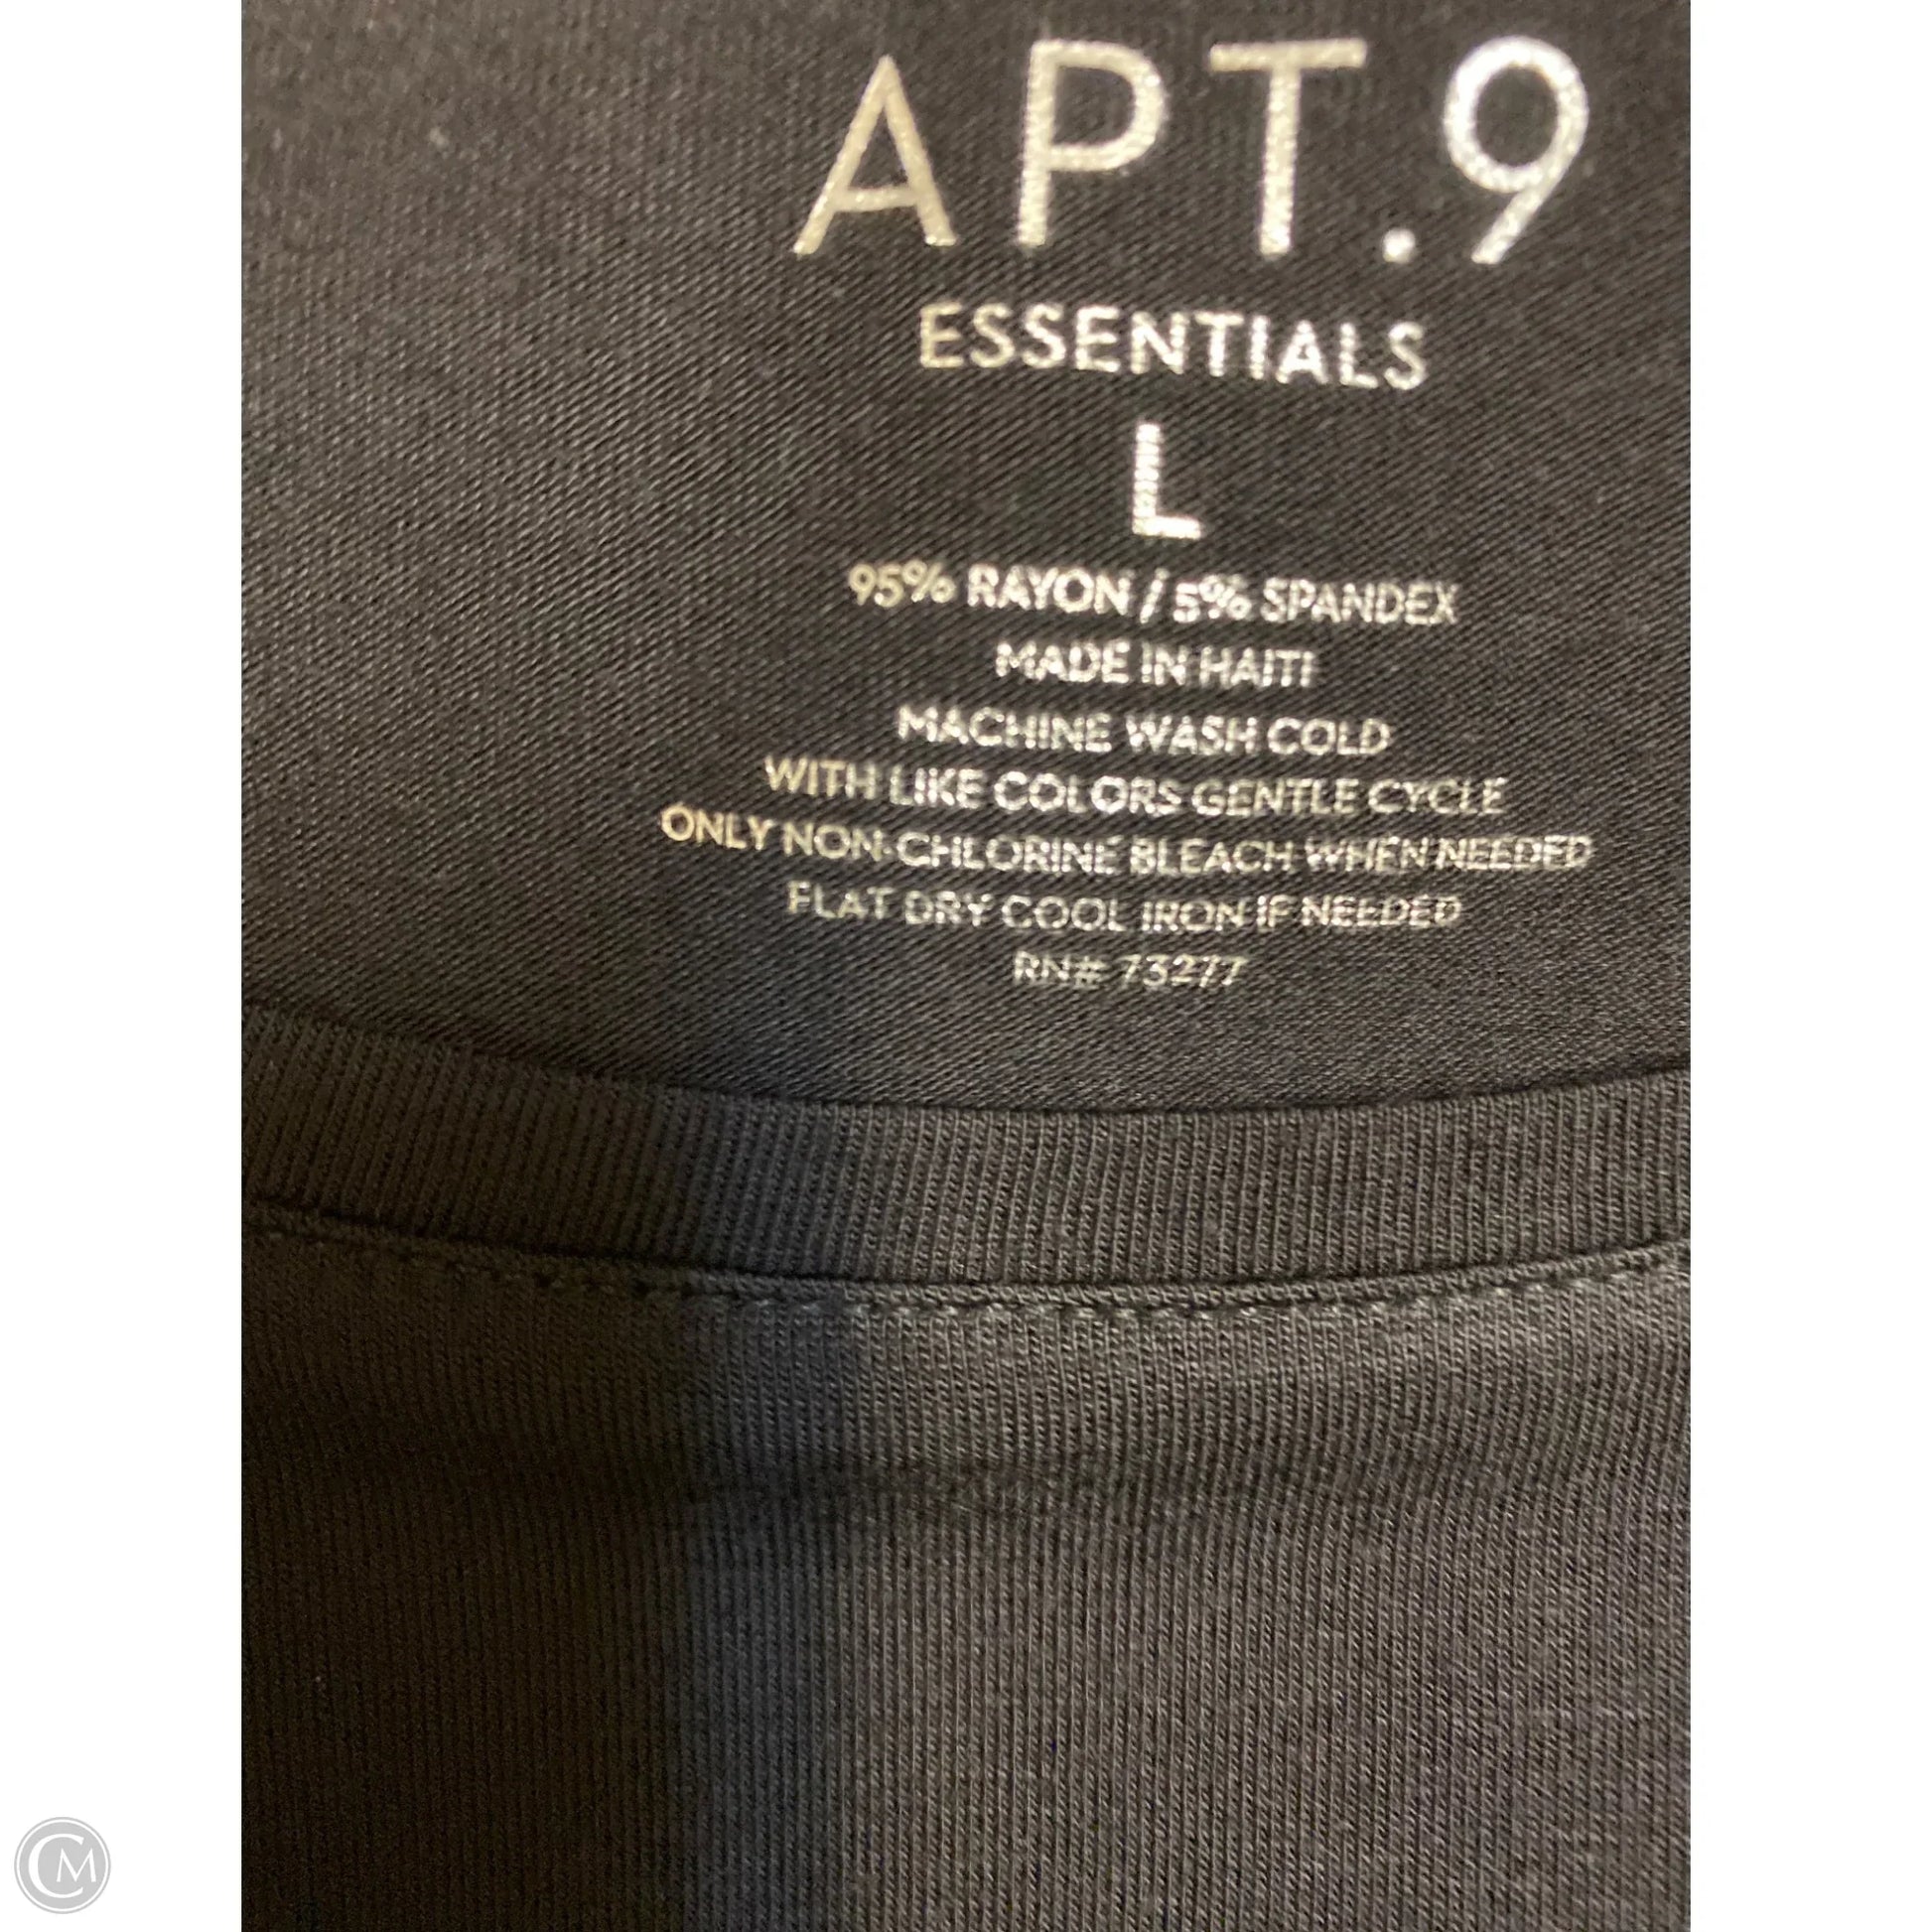 APT.9
ESSENTIALS
L
95% RAYON / 5% SPANDEX
MADE IN HAITI
MACHINE WASH COLD
WITH LIKE COLORS GENTLE CYCLE
ONLY NON-CHLORINE BLEACH WHEN NEEDED
FLAT DRY COOL IRON IF NEEDED
RN# 73277
CM